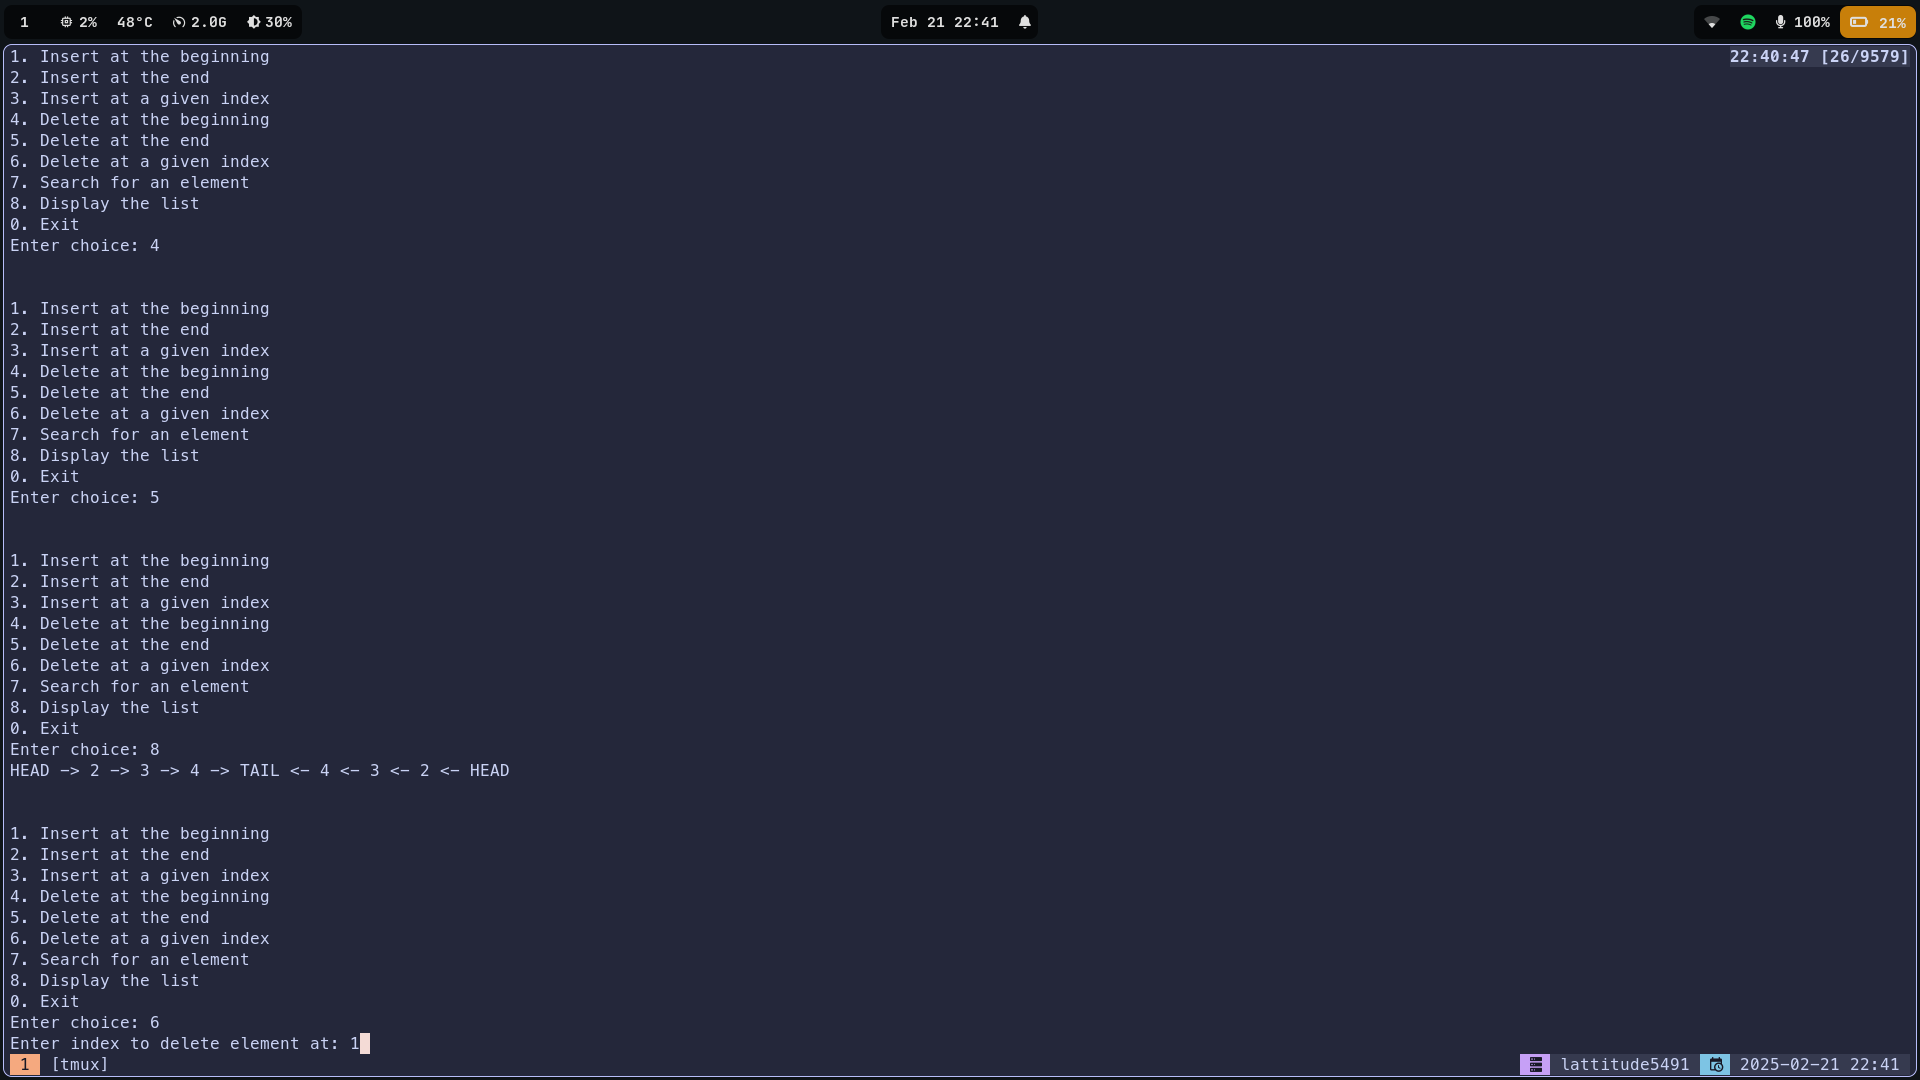 1 2% 48°C 2.0G 30% Feb 21 22:41 100% 21%
1. Insert at the beginning 22:40:47 [26/9579]
2. Insert at the end
3. Insert at a given index
4. Delete at the beginning
5. Delete at the end
6. Delete at a given index
7. Search for an element
8. Display the list
0. Exit
Enter choice: 4
1. Insert at the beginning
2. Insert at the end
3. Insert at a given index
4. Delete at the beginning
5. Delete at the end
6. Delete at a given index
7. Search for an element
8. Display the list
0. Exit
Enter choice: 5
1. Insert at the beginning
2. Insert at the end
3. Insert at a given index
4. Delete at the beginning
5. Delete at the end
6. Delete at a given index
7. Search for an element
8. Display the list
0. Exit
Enter choice: 8
HEAD -> 2 -> 3 -> 4 -> TAIL <- 4 <- 3 <- 2 <- HEAD
1. Insert at the beginning
2. Insert at the end
3. Insert at a given index
4. Delete at the beginning
5. Delete at the end
6. Delete at a given index
7. Search for an element
8. Display the list
0. Exit
Enter choice: 6
Enter index to delete element at: 1
1 [tmux] lattitude5491 2025-02-21 22:41